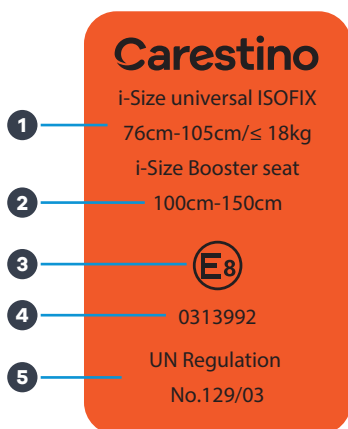 Carestino
i-Size universal ISOFIX
1
76cm-105cm/≤ 18kg
i-Size Booster seat
2
100cm-150cm
3
E8
4
0313992
UN Regulation
5
No.129/03